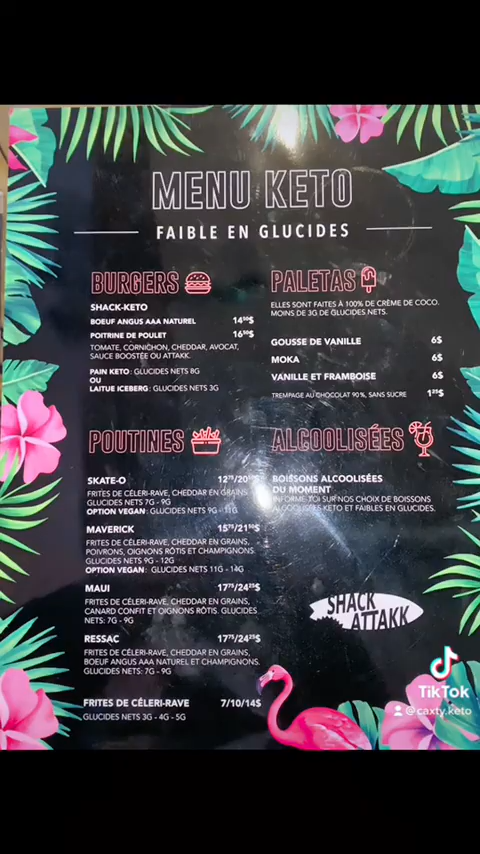 MENU KETO
FAIBLE EN GLUCIDES
BURGERS
SHACK-KETO
BOEUF ANGUS AAA NATUREL 14⁵⁰$
POITRINE DE POULET 16⁵⁰$
TOMATE, CORNICHON, CHEDDAR, AVOCAT,
SAUCE BOOSTÉE OU ATTAKK.
PAIN KETO: GLUCIDES NETS 8G
OU
LAITUE ICEBERG: GLUCIDES NETS 3G
POUTINES
SKATE-O 12⁷⁵/20
FRITES DE CÉLERI-RAVE, CHEDDAR EN GRAINS
GLUCIDES NETS 7G - 9G
OPTION VEGAN: GLUCIDES NETS 9G - 11G
MAVERICK 15⁷⁵/21⁵⁰$
FRITES DE CÉLERI-RAVE, CHEDDAR EN GRAINS,
POIVRONS, OIGNONS RÔTIS ET CHAMPIGNONS.
GLUCIDES NETS 9G - 12G
OPTION VEGAN: GLUCIDES NETS 11G - 14G
MAUI 17⁷⁵/24²⁵$
FRITES DE CÉLERI-RAVE, CHEDDAR EN GRAINS,
CANARD CONFIT ET OIGNONS RÔTIS. GLUCIDES
NETS: 7G - 9G
RESSAC 17⁷⁵/24²⁵$
FRITES DE CÉLERI-RAVE, CHEDDAR EN GRAINS,
BOEUF ANGUS AAA NATUREL ET CHAMPIGNONS.
GLUCIDES NETS: 7G - 9G
FRITES DE CÉLERI-RAVE 7/10/14$
GLUCIDES NETS 3G - 4G - 5G
PALETAS
ELLES SONT FAITES À 100% DE CRÈME DE COCO.
MOINS DE 3G DE GLUCIDES NETS.
GOUSSE DE VANILLE 6$
MOKA 6$
VANILLE ET FRAMBOISE 6$
TREMPAGE AU CHOCOLAT 90%, SANS SUCRE 1²⁵$
ALCOOLISÉES
BOISSONS ALCOOLISÉES
DU MOMENT
INFORME-TOI SUR NOS CHOIX DE BOISSONS
ALCOOLISÉES KETO ET FAIBLES EN GLUCIDES.
SHACK
ATTAKK
TikTok
@caxty.keto